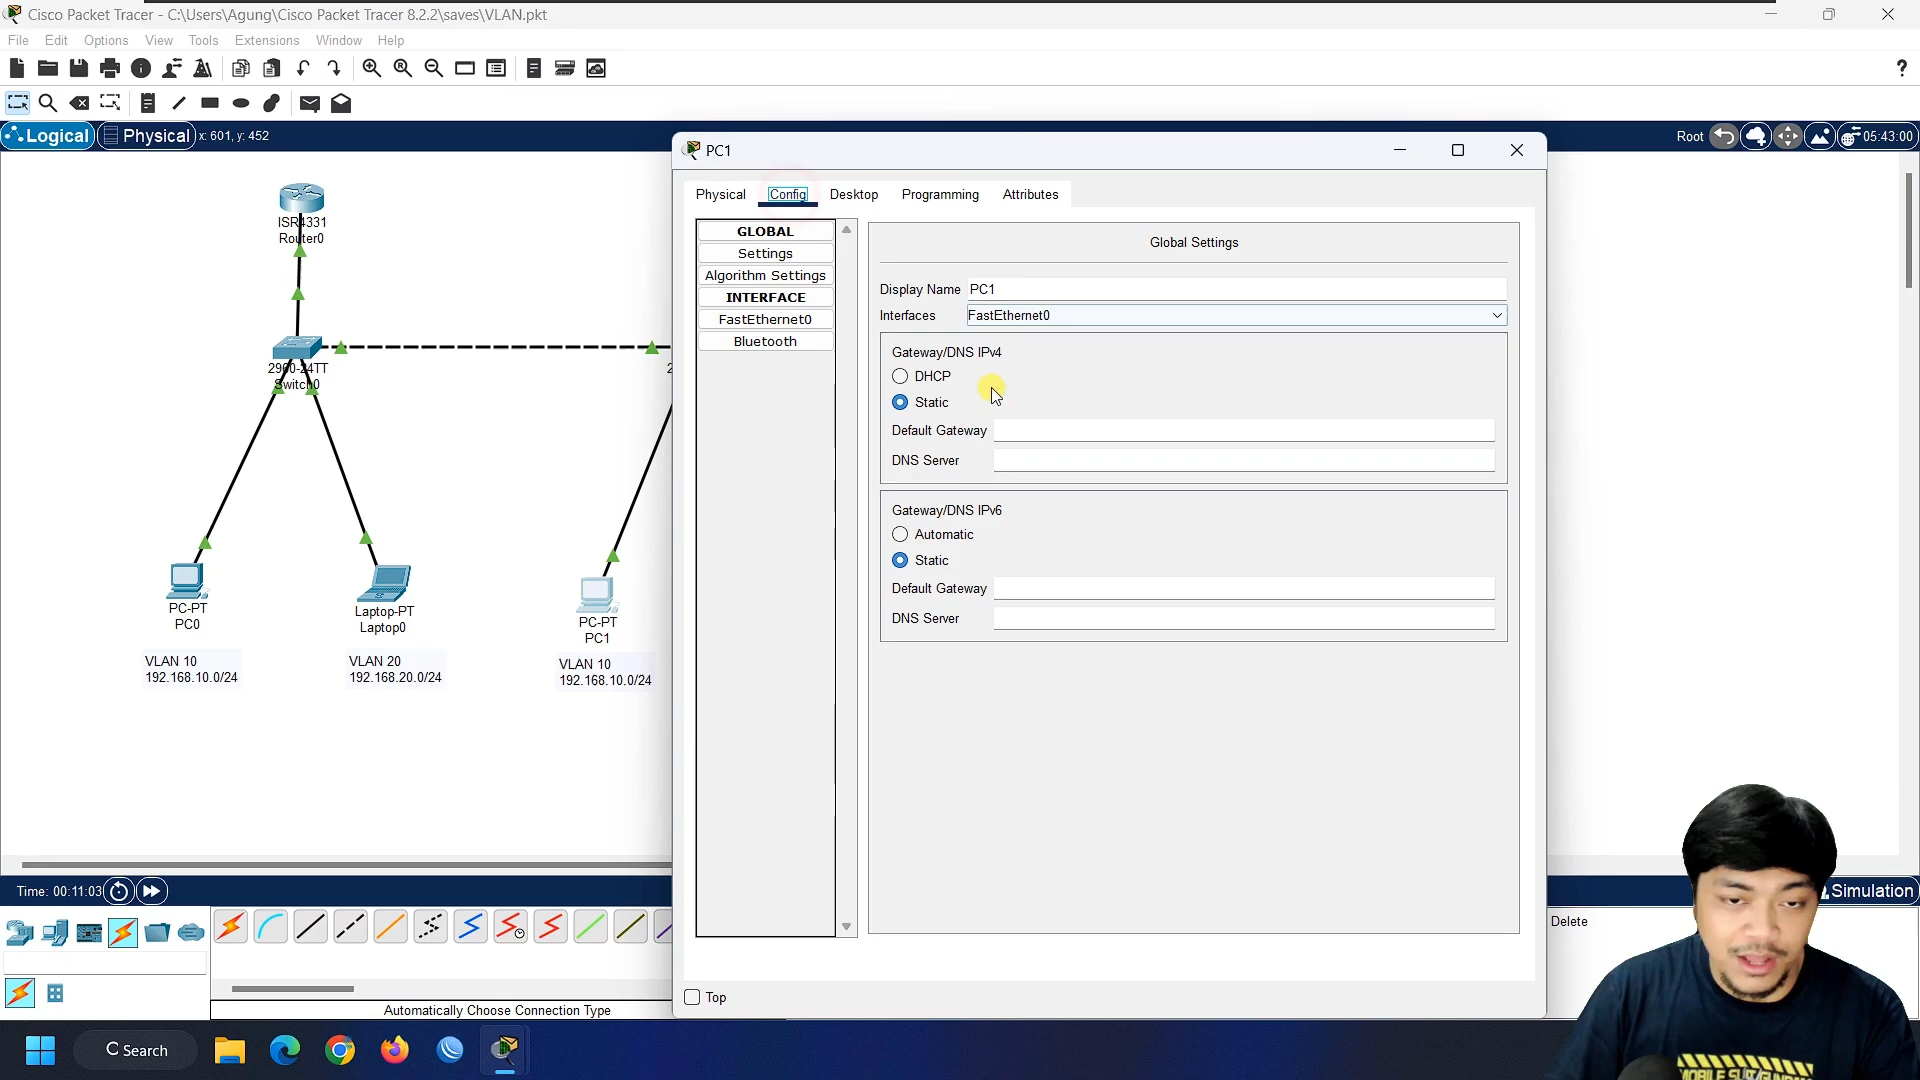 Cisco Packet Tracer - C:\Users\Agung\Cisco Packet Tracer 8.2.2\saves\VLAN.pkt
File Edit Options View Tools Extensions Window Help
Logical Physical x: 601, y: 452 Root 05:43:00
PC1
Physical Config Desktop Programming Attributes
GLOBAL
Settings
Algorithm Settings
INTERFACE
FastEthernet0
Bluetooth
Global Settings
Display Name PC1
Interfaces FastEthernet0
Gateway/DNS IPv4
DHCP
Static
Default Gateway
DNS Server
Gateway/DNS IPv6
Automatic
Static
Default Gateway
DNS Server
Top
ISR4331
Router0
2960-24TT
Switch0
PC-PT
PC0
Laptop-PT
Laptop0
PC-PT
PC1
VLAN 10
192.168.10.0/24
VLAN 20
192.168.20.0/24
VLAN 10
192.168.10.0/24
Time: 00:11:03
Simulation
Delete
Automatically Choose Connection Type
Search